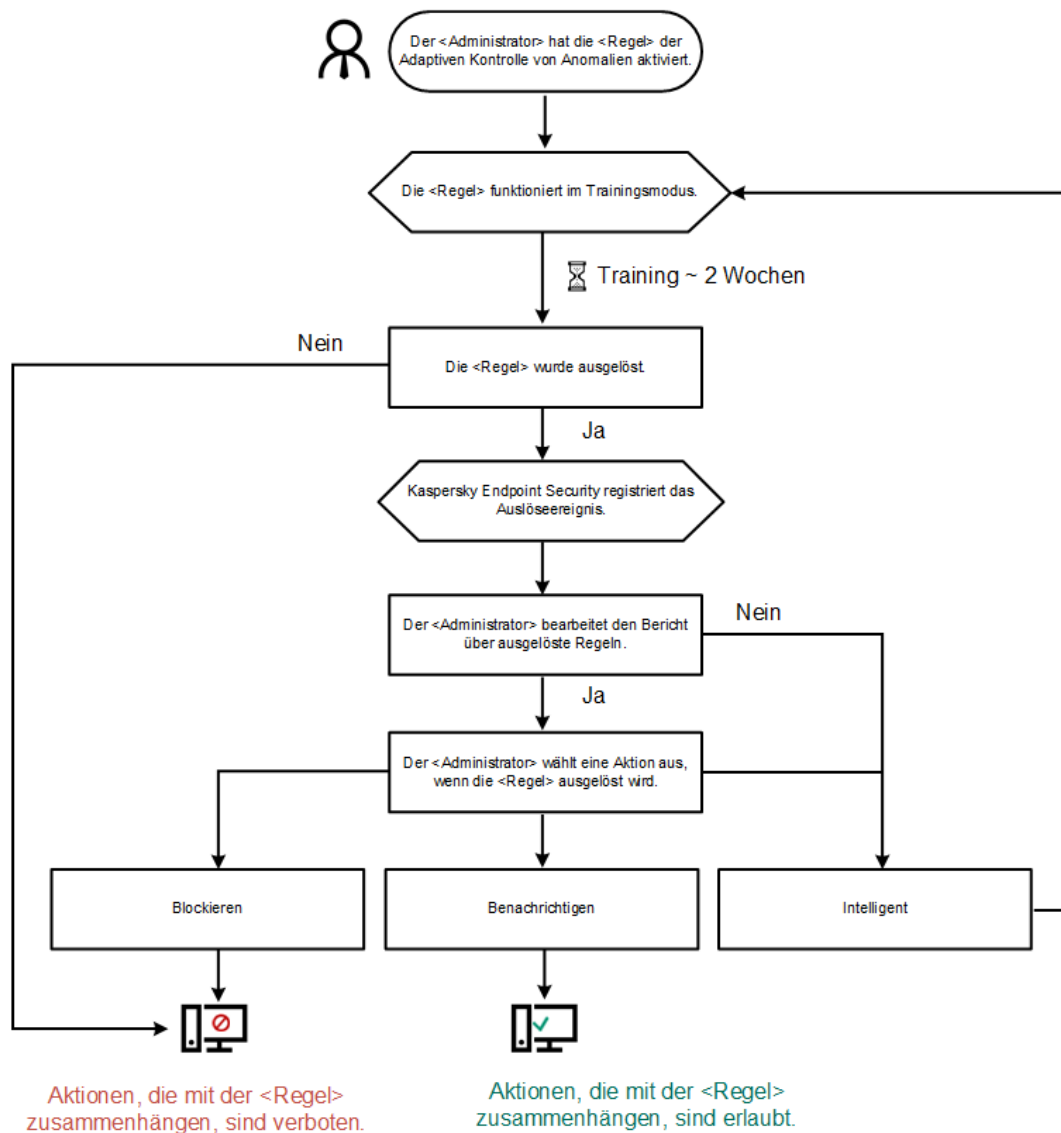 Der <Administrator> hat die <Regel> der
Adaptiven Kontrolle von Anomalien aktiviert.
Die <Regel> funktioniert im Trainingsmodus.
Training ~ 2 Wochen
Nein
Die <Regel> wurde ausgelöst.
Ja
Kaspersky Endpoint Security registriert das
Auslöseereignis.
Der <Administrator> bearbeitet den Bericht
über ausgelöste Regeln.
Nein
Ja
Der <Administrator> wählt eine Aktion aus,
wenn die <Regel> ausgelöst wird.
Blockieren
Benachrichtigen
Intelligent
Aktionen, die mit der <Regel>
zusammenhängen, sind verboten.
Aktionen, die mit der <Regel>
zusammenhängen, sind erlaubt.